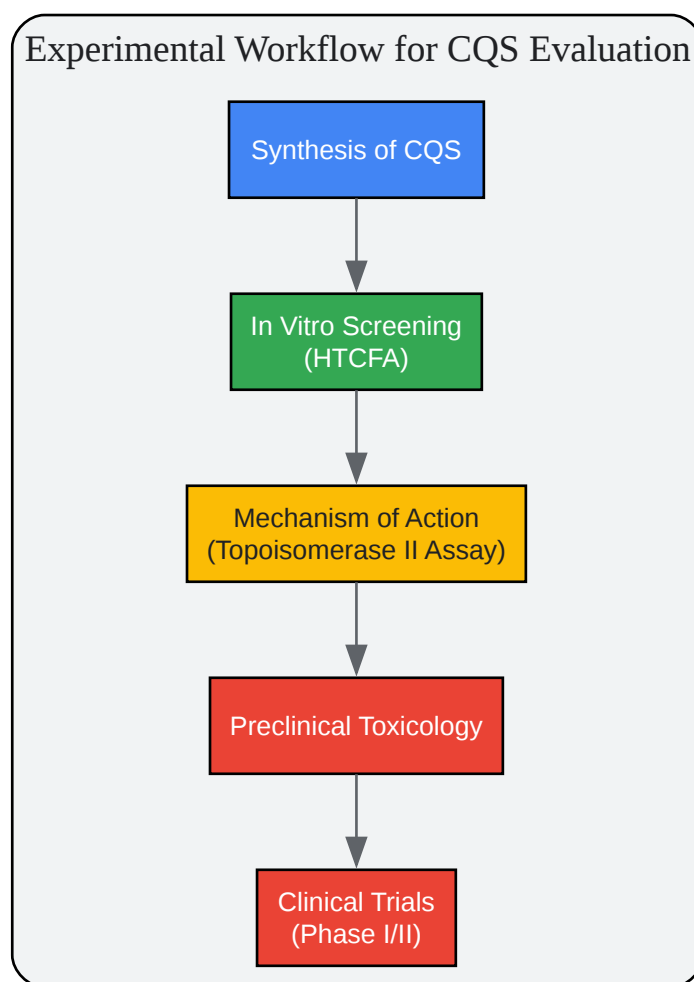 Experimental Workflow for CQS Evaluation
Synthesis of CQS
In Vitro Screening
(HTCFA)
Mechanism of Action
(Topoisomerase II Assay)
Preclinical Toxicology
Clinical Trials
(Phase I/II)